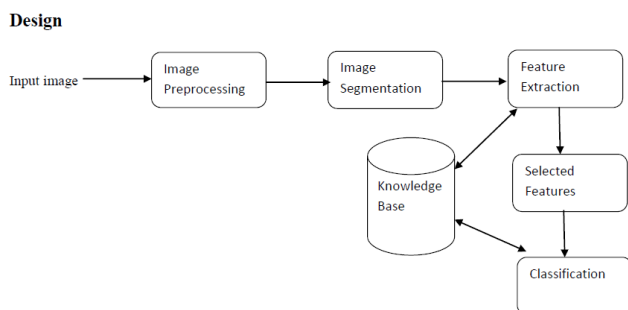 Design
Input image
Image
Preprocessing
Image
Segmentation
Feature
Extraction
Knowledge
Base
Selected
Features
Classification